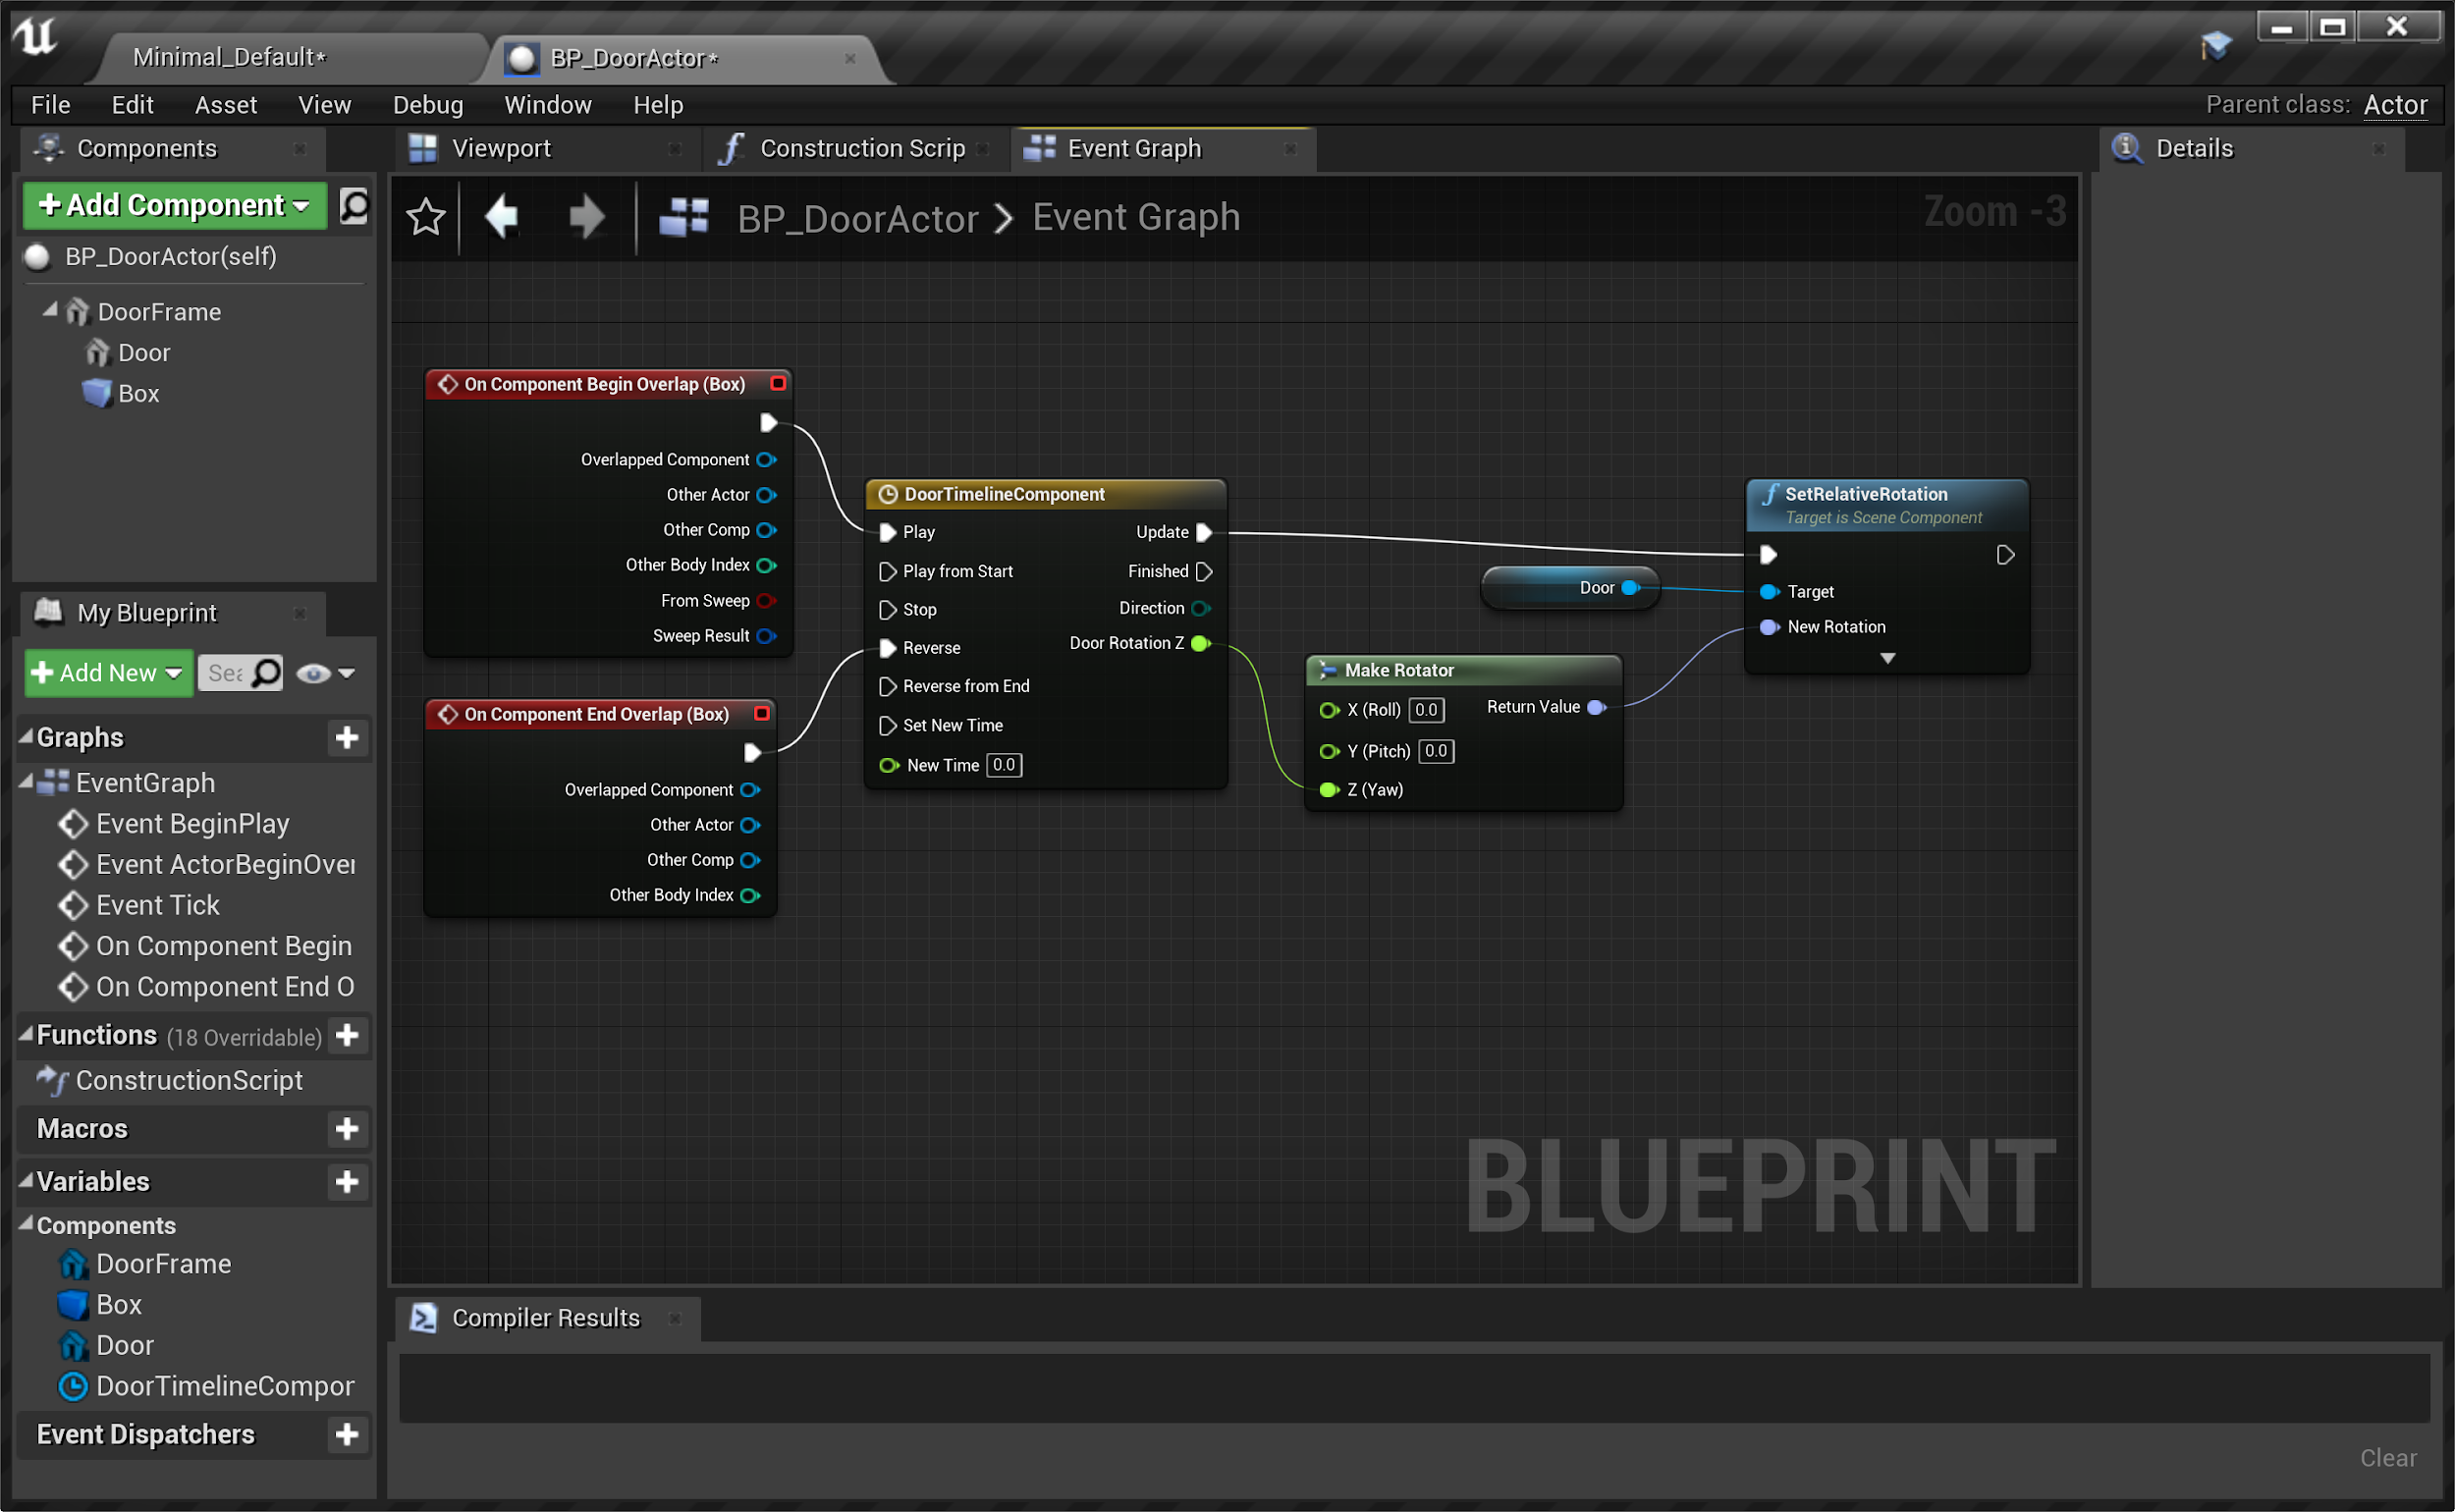 Minimal_Default*
BP_DoorActor*
File Edit Asset View Debug Window Help
Parent class: Actor
Components
Add Component
BP_DoorActor(self)
DoorFrame
Door
Box
My Blueprint
Add New
Sea
Graphs
EventGraph
Event BeginPlay
Event ActorBeginOver
Event Tick
On Component Begin
On Component End O
Functions (18 Overridable)
ConstructionScript
Macros
Variables
Components
DoorFrame
Box
Door
DoorTimelineCompor
Event Dispatchers
Viewport
Construction Scrip
Event Graph
BP_DoorActor > Event Graph
Zoom -3
On Component Begin Overlap (Box)
Overlapped Component
Other Actor
Other Comp
Other Body Index
From Sweep
Sweep Result
On Component End Overlap (Box)
Overlapped Component
Other Actor
Other Comp
Other Body Index
DoorTimelineComponent
Play Update
Play from Start Finished
Stop Direction
Reverse Door Rotation Z
Reverse from End
Set New Time
New Time 0.0
Make Rotator
X (Roll) 0.0 Return Value
Y (Pitch) 0.0
Z (Yaw)
Door
SetRelativeRotation
Target is Scene Component
Target
New Rotation
BLUEPRINT
Compiler Results
Clear
Details